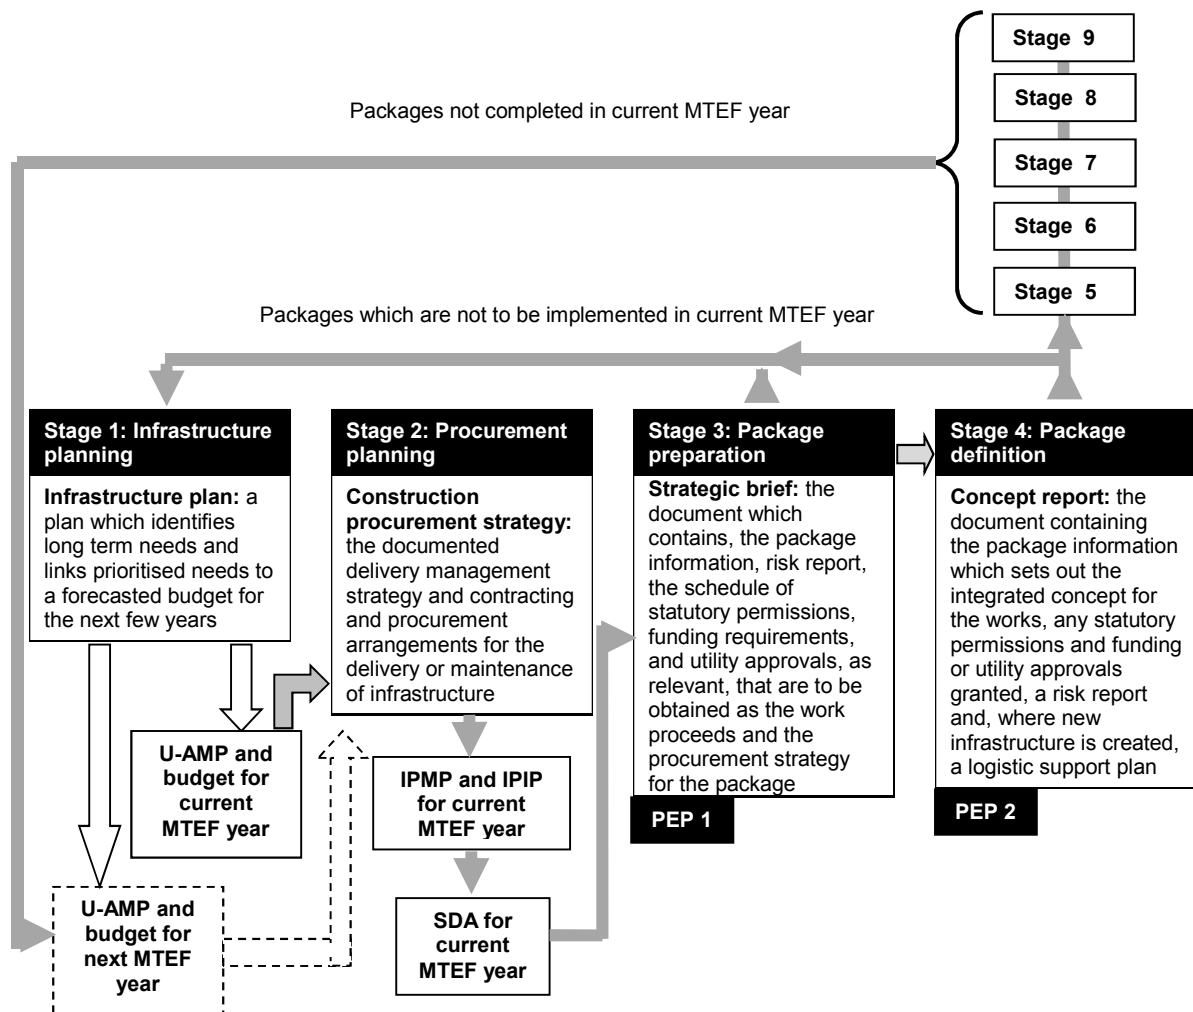 Stage 9
Stage 8
Packages not completed in current MTEF year
Stage 7
Stage 6
Stage 5
Packages which are not to be implemented in current MTEF year
Stage 1: Infrastructure
planning
Infrastructure plan: a
plan which identifies
long term needs and
links prioritised needs to
a forecasted budget for
the next few years
U-AMP and
budget for
current
MTEF year
U-AMP and
budget for
next MTEF
year
Stage 2: Procurement
planning
Construction
procurement strategy:
the documented
delivery management
strategy and contracting
and procurement
arrangements for the
delivery or maintenance
of infrastructure
IPMP and IPIP
for current
MTEF year
SDA for
current
MTEF year
Stage 3: Package
preparation
Strategic brief: the
document which
contains, the package
information, risk report,
the schedule of
statutory permissions,
funding requirements,
and utility approvals, as
relevant, that are to be
obtained as the work
proceeds and the
procurement strategy
for the package
PEP 1
Stage 4: Package
definition
Concept report: the
document containing
the package information
which sets out the
integrated concept for
the works, any statutory
permissions and funding
or utility approvals
granted, a risk report
and, where new
infrastructure is created,
a logistic support plan
PEP 2